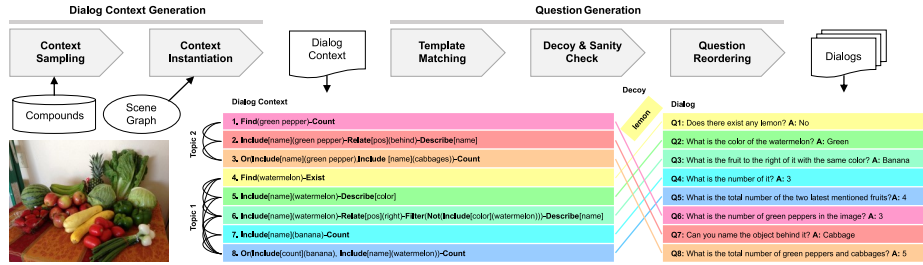 Dialog Context Generation
Question Generation
Context
Sampling
Context
Instantiation
Dialog
Context
Template
Matching
Decoy & Sanity
Check
Question
Reordering
Dialogs
Compounds
Scene
Graph
Decoy
lemon
Dialog Context
Topic 2
1. Find(green pepper)–Count
2. Include[name](green pepper)–Relate[pos](behind)–Describe[name]
3. Or(Include[name](green pepper),Include [name](cabbages))–Count
Topic 1
4. Find(watermelon)–Exist
5. Include[name](watermelon)–Describe[color]
6. Include[name](watermelon)–Relate[pos](right)–Filter(Not(Include[color](watermelon)))–Describe[name]
7. Include[name](banana)–Count
8. Or(Include[count](banana), Include[name](watermelon))–Count
Dialog
Q1: Does there exist any lemon? A: No
Q2: What is the color of the watermelon? A: Green
Q3: What is the fruit to the right of it with the same color? A: Banana
Q4: What is the number of it? A: 3
Q5: What is the total number of the two latest mentioned fruits?A: 4
Q6: What is the number of green peppers in the image? A: 3
Q7: Can you name the object behind it? A: Cabbage
Q8: What is the total number of green peppers and cabbages? A: 5